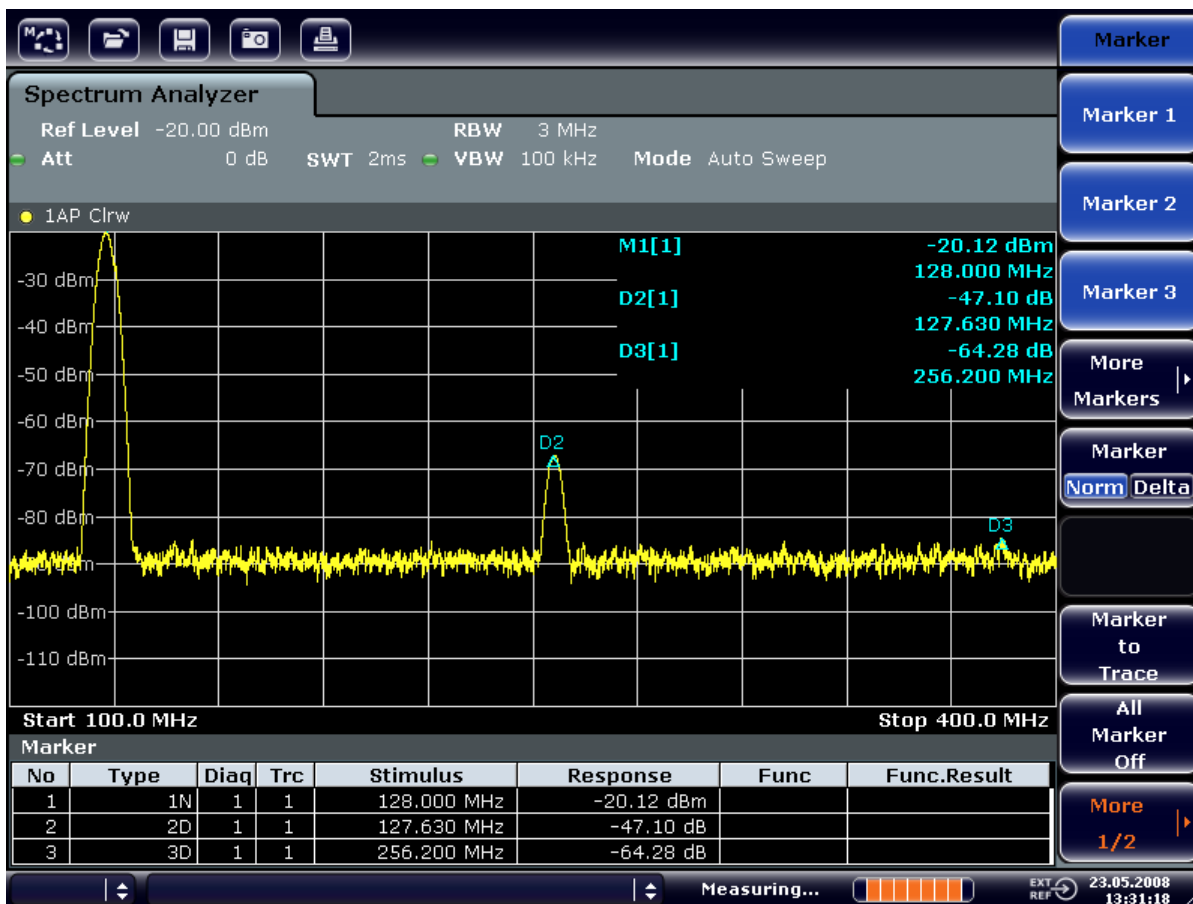 M
Marker
Spectrum Analyzer
Ref Level -20.00 dBm RBW 3 MHz
Att 0 dB SWT 2ms VBW 100 kHz Mode Auto Sweep
1AP Clrw
M1[1] -20.12 dBm
128.000 MHz
D2[1] -47.10 dB
127.630 MHz
D3[1] -64.28 dB
256.200 MHz
-30 dBm
-40 dBm
-50 dBm
-60 dBm
-70 dBm
-80 dBm
-100 dBm
-110 dBm
D2
D3
Start 100.0 MHz Stop 400.0 MHz
Marker
No Type Diag Trc Stimulus Response Func Func.Result
1 1N 1 1 128.000 MHz -20.12 dBm
2 2D 1 1 127.630 MHz -47.10 dB
3 3D 1 1 256.200 MHz -64.28 dB
Measuring... EXT REF 23.05.2008
13:31:18
Marker 1
Marker 2
Marker 3
More
Markers
Marker
Norm Delta
Marker
to
Trace
All
Marker
Off
More
1/2